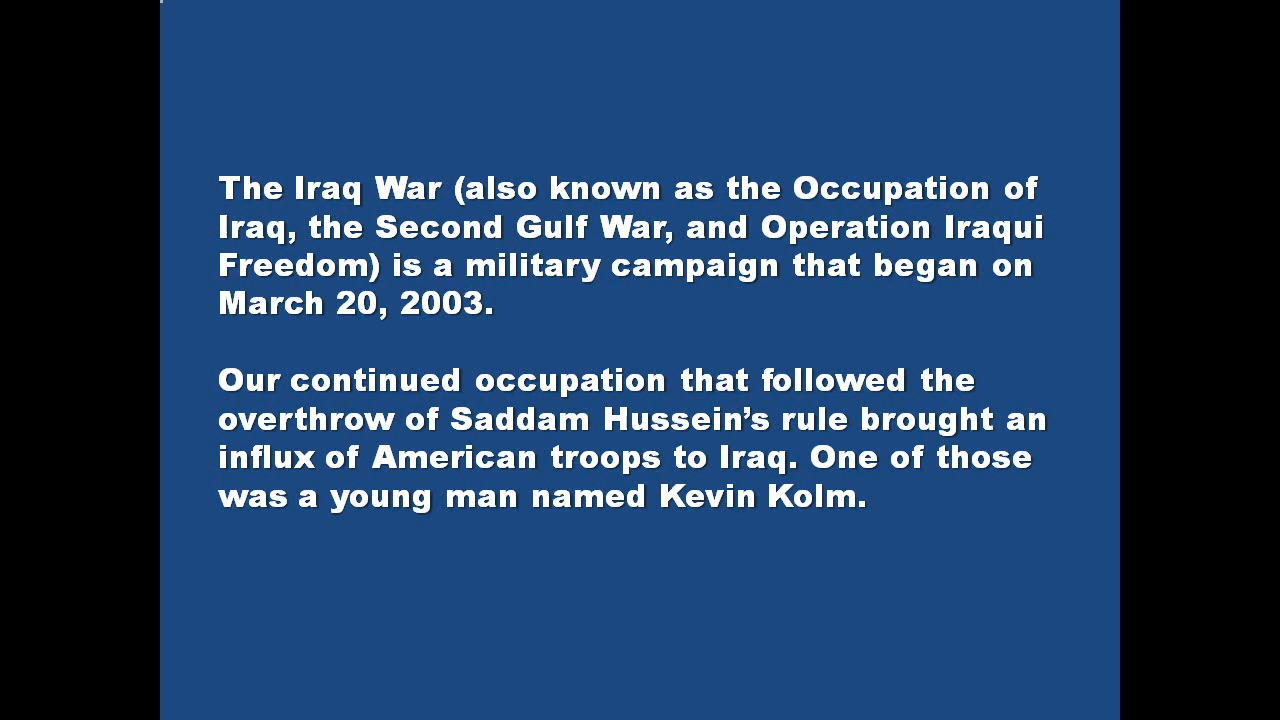 The Iraq War (also known as the Occupation of
Iraq, the Second Gulf War, and Operation Iraqui
Freedom) is a military campaign that began on
March 20, 2003.
Our continued occupation that followed the
overthrow of Saddam Hussein’s rule brought an
influx of American troops to Iraq. One of those
was a young man named Kevin Kolm.